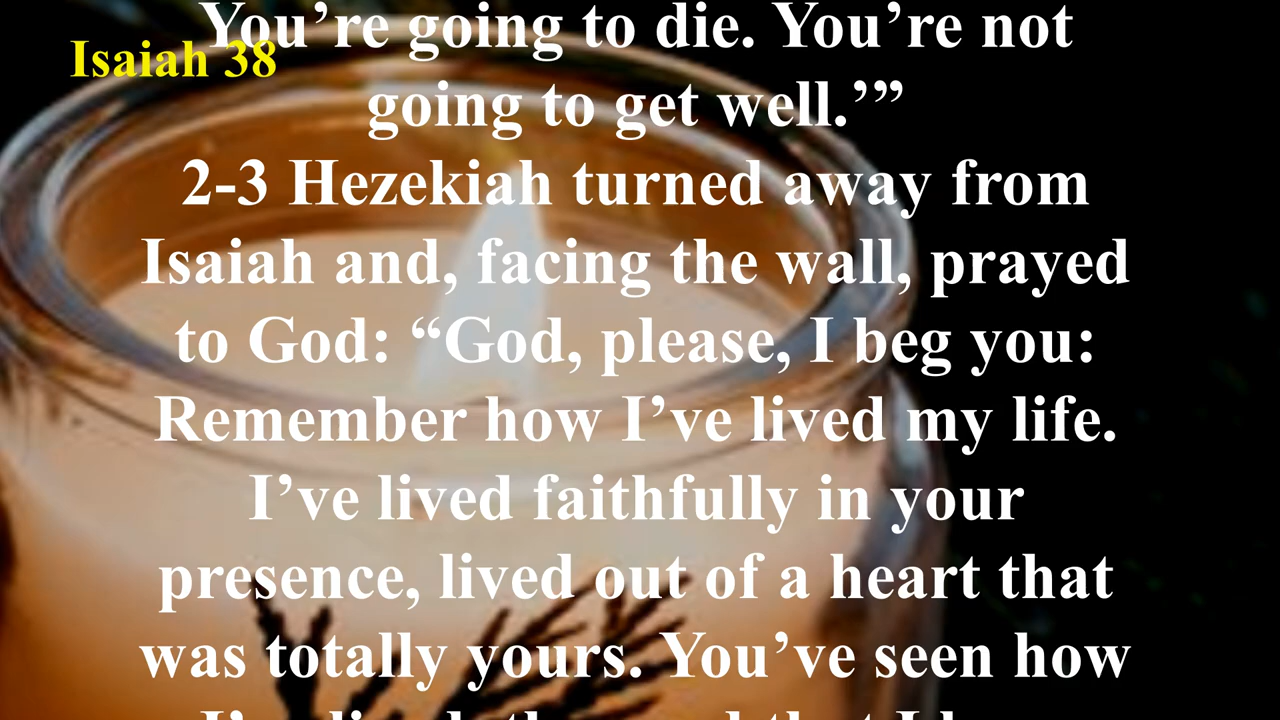 You’re going to die. You’re not
Isaiah 38
going to get well.’”
2-3 Hezekiah turned away from
Isaiah and, facing the wall, prayed
to God: “God, please, I beg you:
Remember how I’ve lived my life.
I’ve lived faithfully in your
presence, lived out of a heart that
was totally yours. You’ve seen how